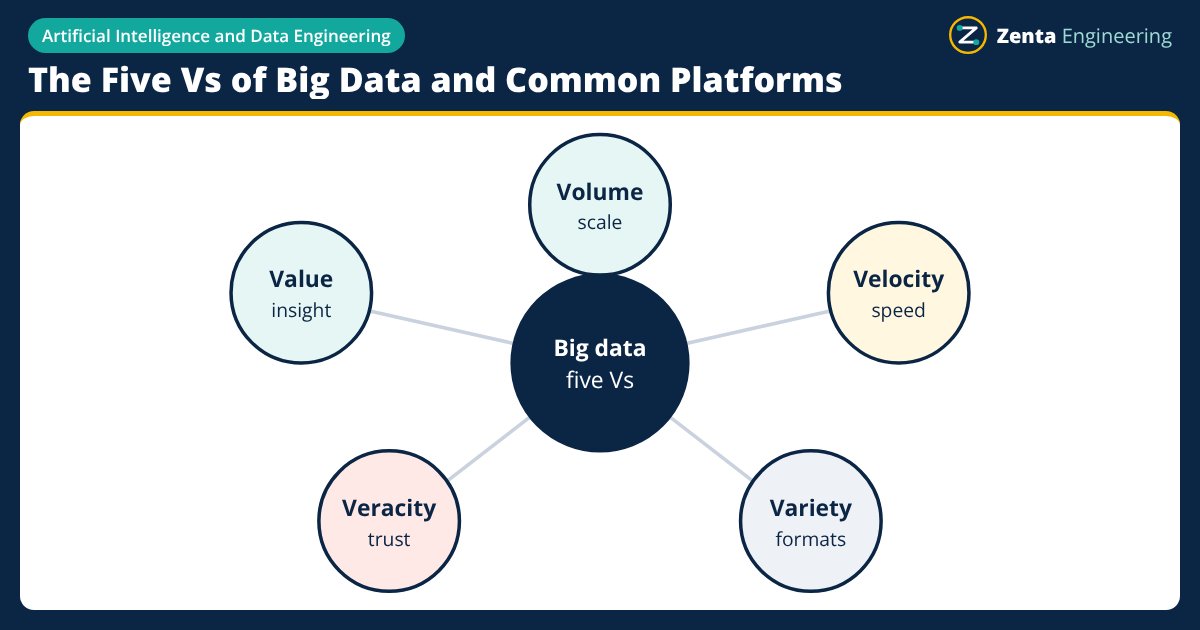 Artificial Intelligence and Data Engineering
Zenta Engineering
The Five Vs of Big Data and Common Platforms
Volume
scale
Value
insight
Velocity
speed
Big data
five Vs
Veracity
trust
Variety
formats